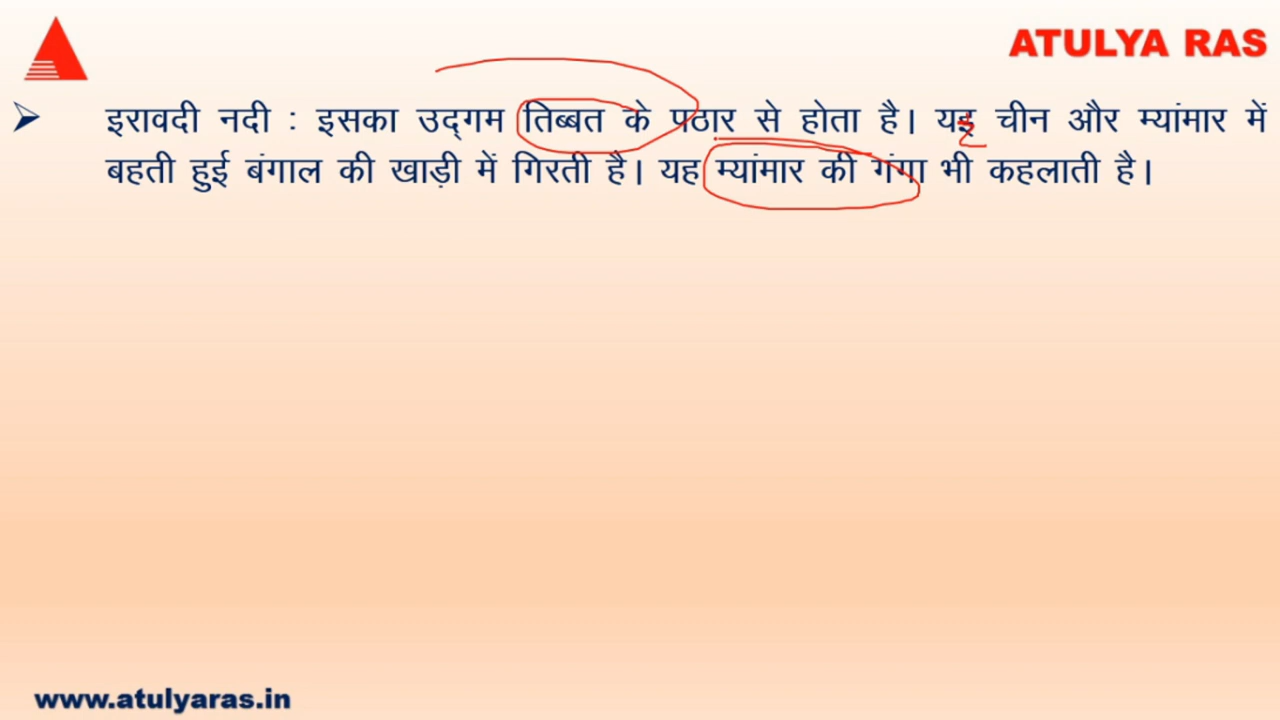 ATULYA RAS
इरावदी नदी : इसका उद्गम तिब्बत के पठार से होता है। यह चीन और म्यांमार में
बहती हुई बंगाल की खाड़ी में गिरती है। यह म्यांमार की गंगा भी कहलाती है।
www.atulyaras.in